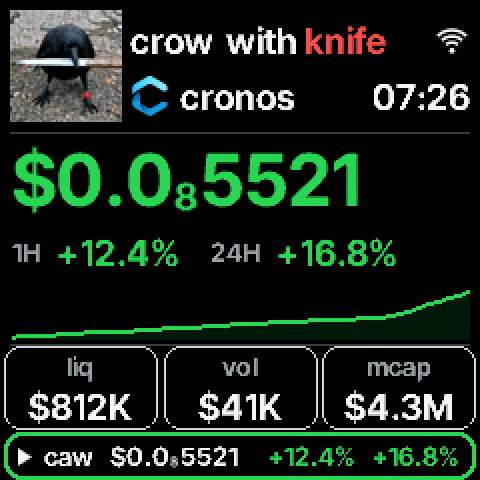 crow with knife
cronos 07:26
$0.0₈5521
1H +12.4% 24H +16.8%
liq vol mcap
$812K $41K $4.3M
caw $0.0₈5521 +12.4% +16.8%